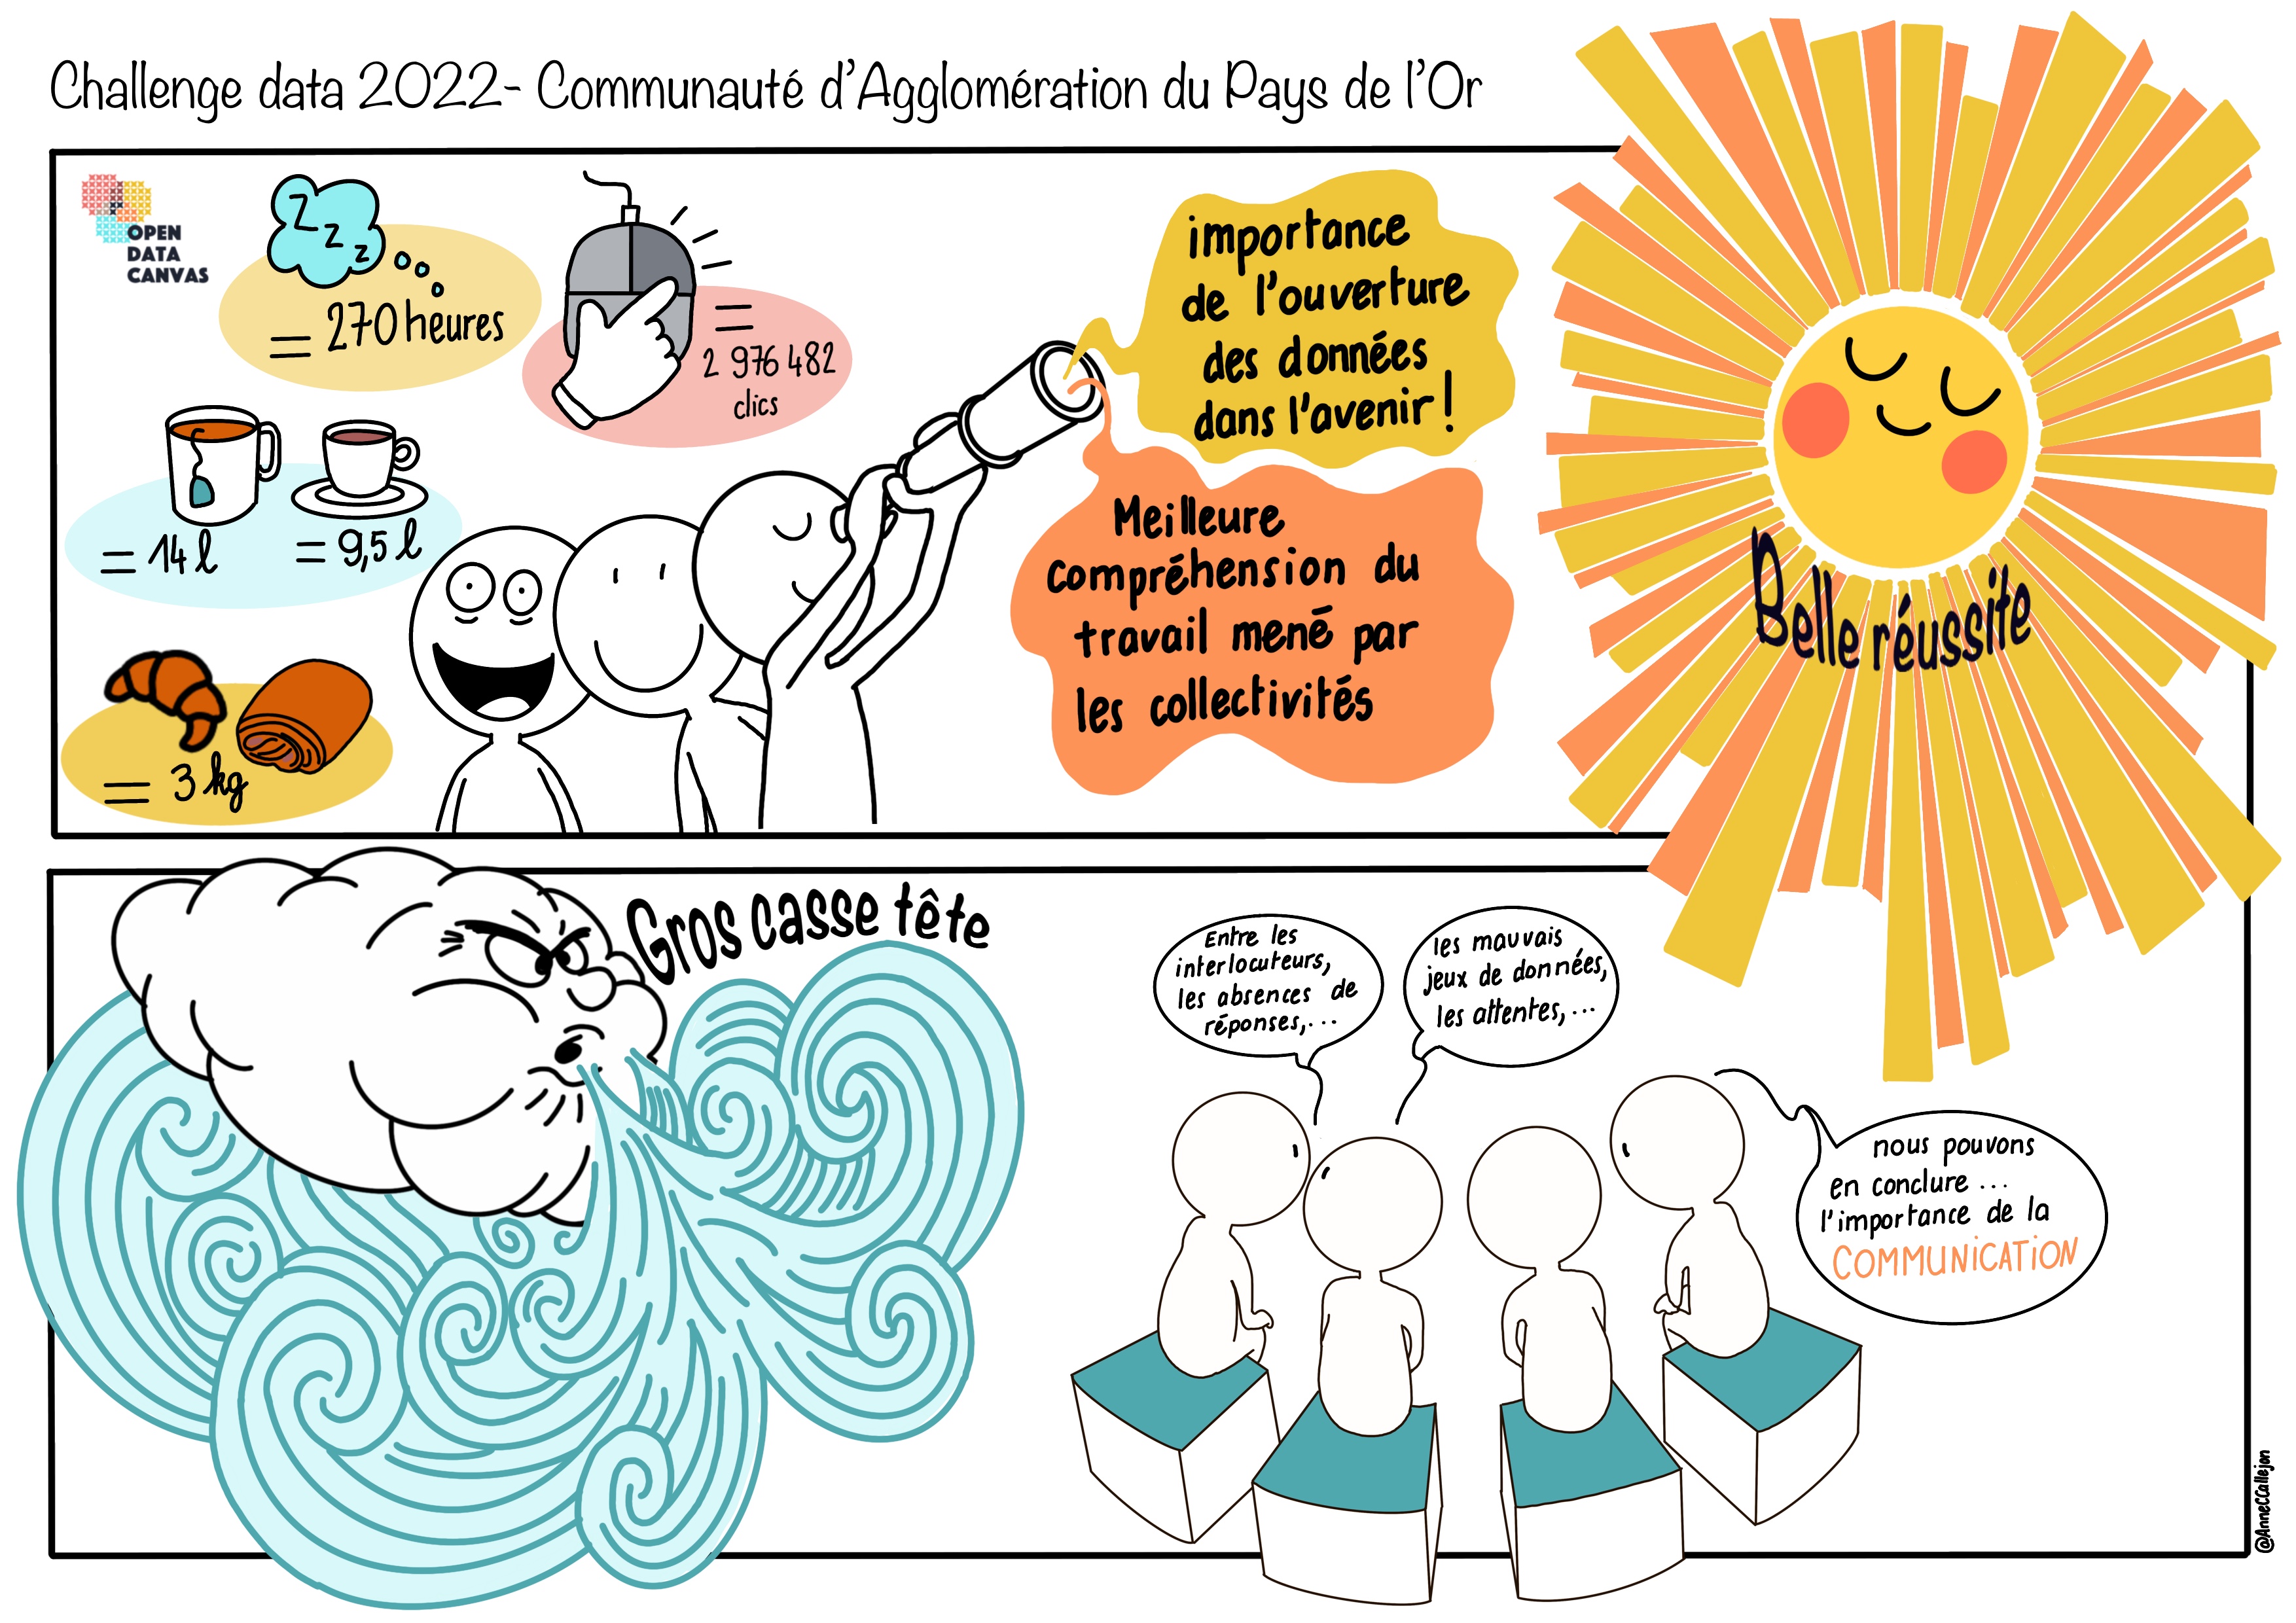 Challenge data 2022- Communauté d'Agglomération du Pays de l'Or
OPEN
DATA
CANVAS
Z z z
= 270 heures
=
2 976 482
clics
= 14 l
= 9,5 l
= 3 kg
importance
de l'ouverture
des données
dans l'avenir !
Meilleure
compréhension du
travail mené par
les collectivités
Belle réussite
Gros casse tête
Entre les
interlocuteurs,
les absences de
réponses,...
les mauvais
jeux de données,
les attentes,...
nous pouvons
en conclure ...
l'importance de la
COMMUNiCATiON
@AnneCCallejon